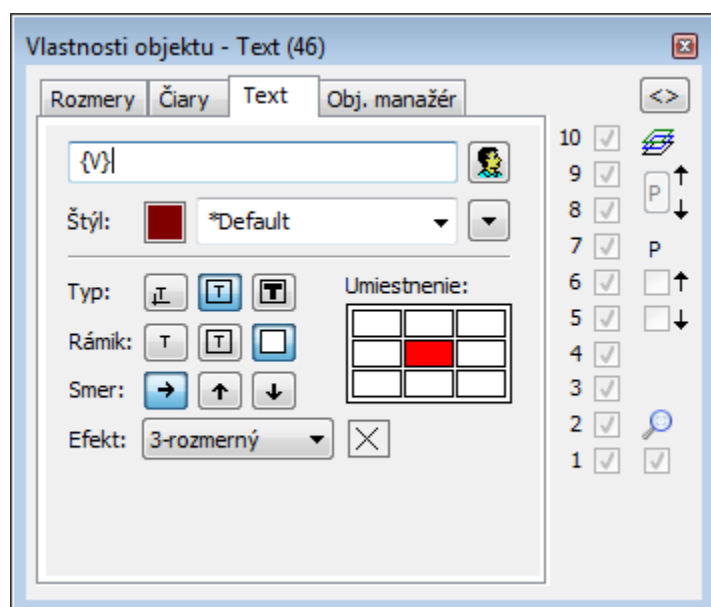 Vlastnosti objektu - Text (46)
Rozmery Čiary Text Obj. manažér <>
{V}
Štýl: *Default
Typ: T T T Umiestnenie:
Rámik: T T
Smer:
Efekt: 3-rozmerný
10
9
8 P
7 P
6
5
4
3
2
1